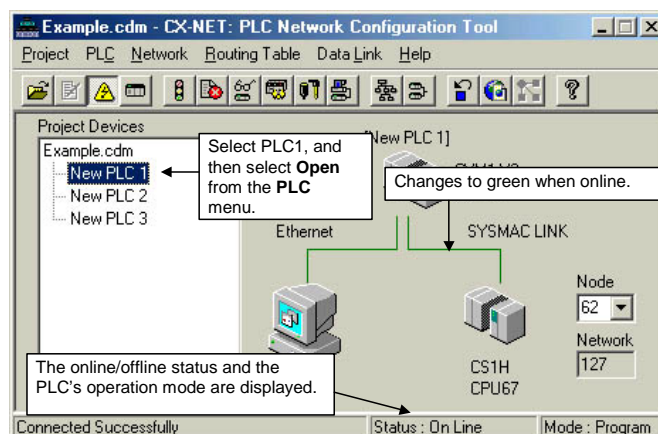 Example.cdm - CX-NET: PLC Network Configuration Tool
Project PLC Network Routing Table Data Link Help
Project Devices
Example.cdm
New PLC 1
New PLC 2
New PLC 3
Select PLC1, and
then select Open
from the PLC
menu.
[New PLC 1]
Changes to green when online.
Ethernet
SYSMAC LINK
Node
62
Network
127
CS1H
CPU67
The online/offline status and the
PLC's operation mode are displayed.
Connected Successfully
Status : On Line
Mode : Program